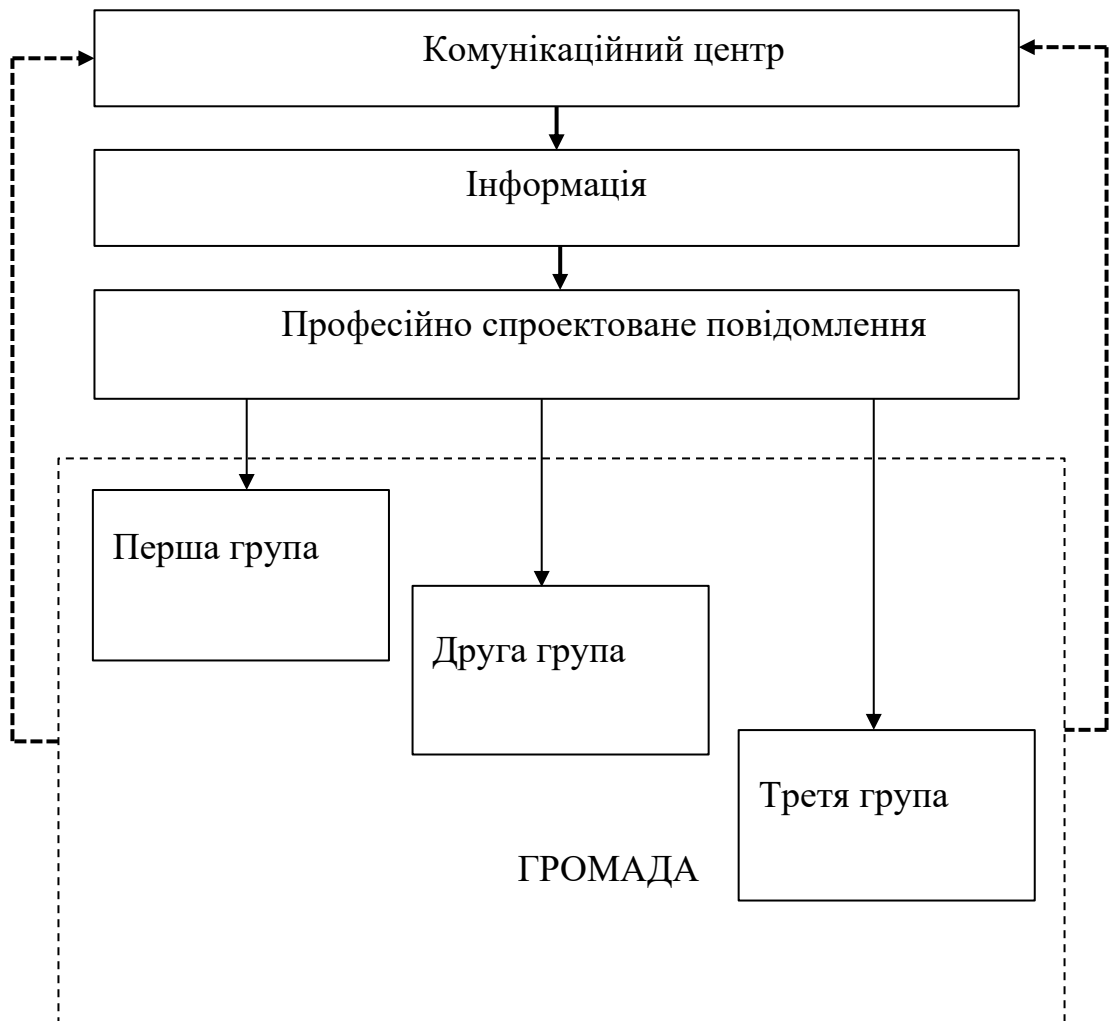 Комунікаційний центр
Інформація
Професійно спроектоване повідомлення
Перша група
Друга група
Третя група
ГРОМАДА